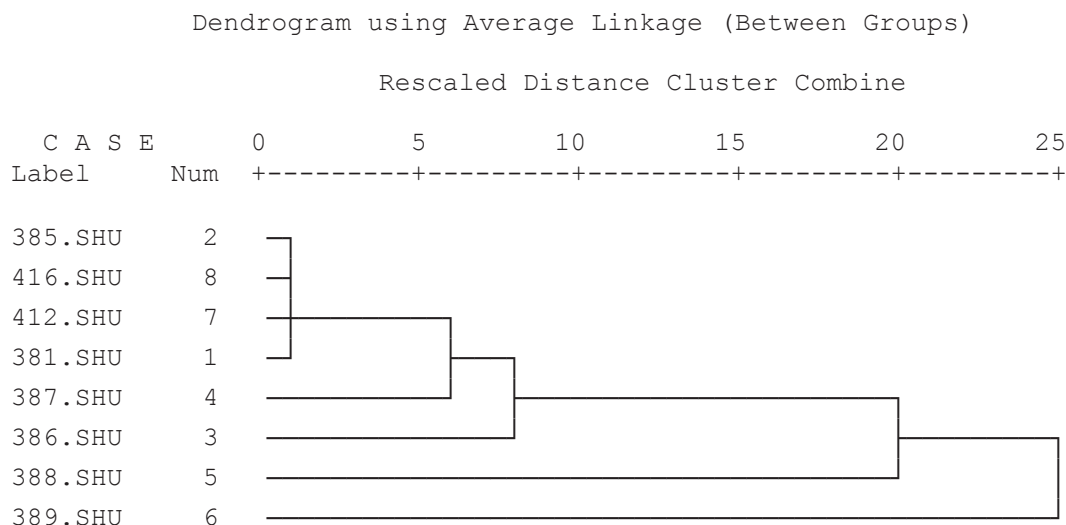 Dendrogram using Average Linkage (Between Groups)
Rescaled Distance Cluster Combine
C A S E 0 5 10 15 20 25
Label Num +---------+---------+---------+---------+---------+
385.SHU 2
416.SHU 8
412.SHU 7
381.SHU 1
387.SHU 4
386.SHU 3
388.SHU 5
389.SHU 6